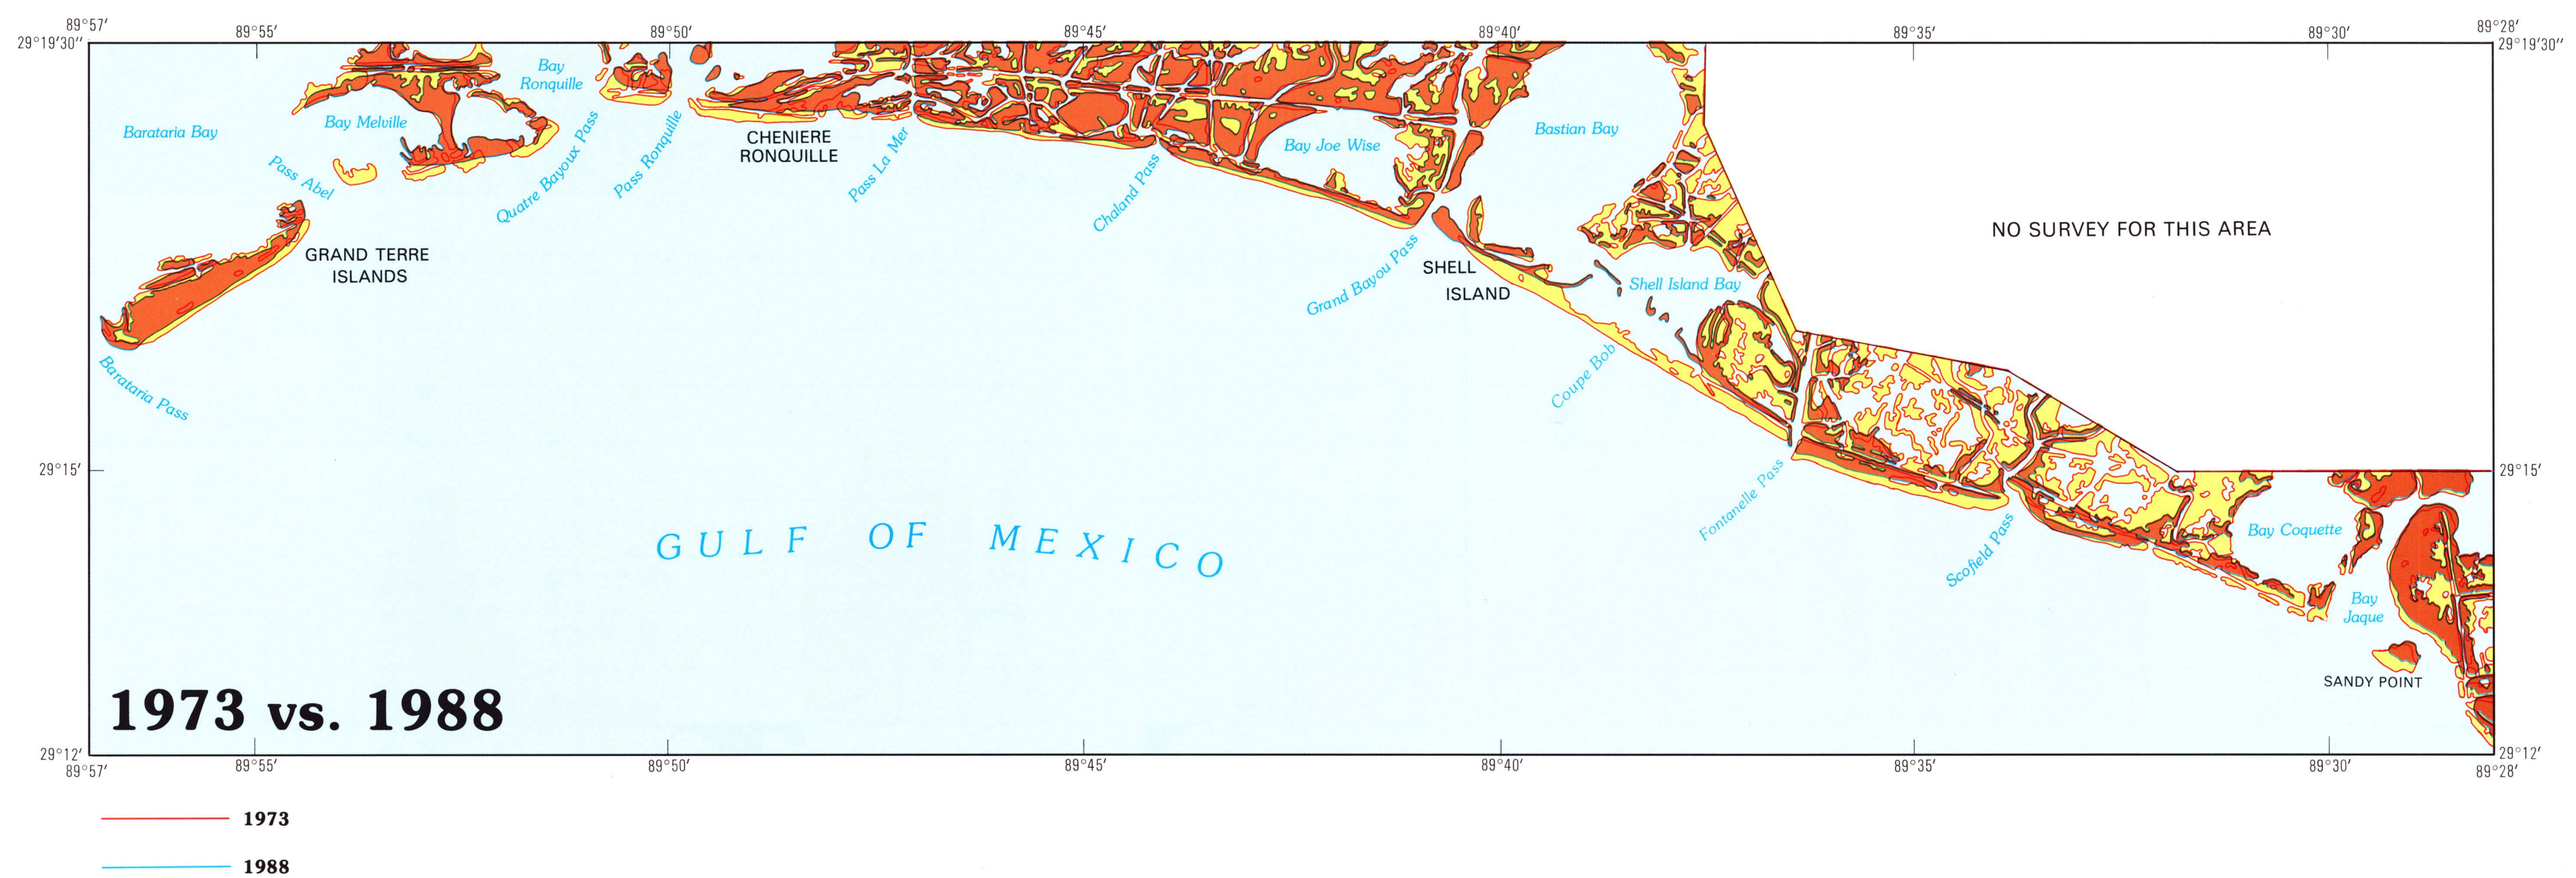 89°57′
89°55′
89°50′
89°45′
89°40′
89°35′
89°30′
89°28′
29°19′30″
29°19′30″
Bay
Ronquille
Barataria Bay
Bay Melville
Pass Abel
Quatre Bayoux Pass
Pass Ronquille
CHENIERE
RONQUILLE
Pass La Mer
Chaland Pass
Bay Joe Wise
Bastian Bay
NO SURVEY FOR THIS AREA
GRAND TERRE
ISLANDS
Barataria Pass
Grand Bayou Pass
SHELL
ISLAND
Shell Island Bay
Coupe Bob
29°15′
29°15′
Fontanelle Pass
Scofield Pass
Bay Coquette
Bay
Jaque
SANDY POINT
GULF OF MEXICO
1973 vs. 1988
29°12′
29°12′
89°57′
89°55′
89°50′
89°45′
89°40′
89°35′
89°30′
89°28′
1973
1988